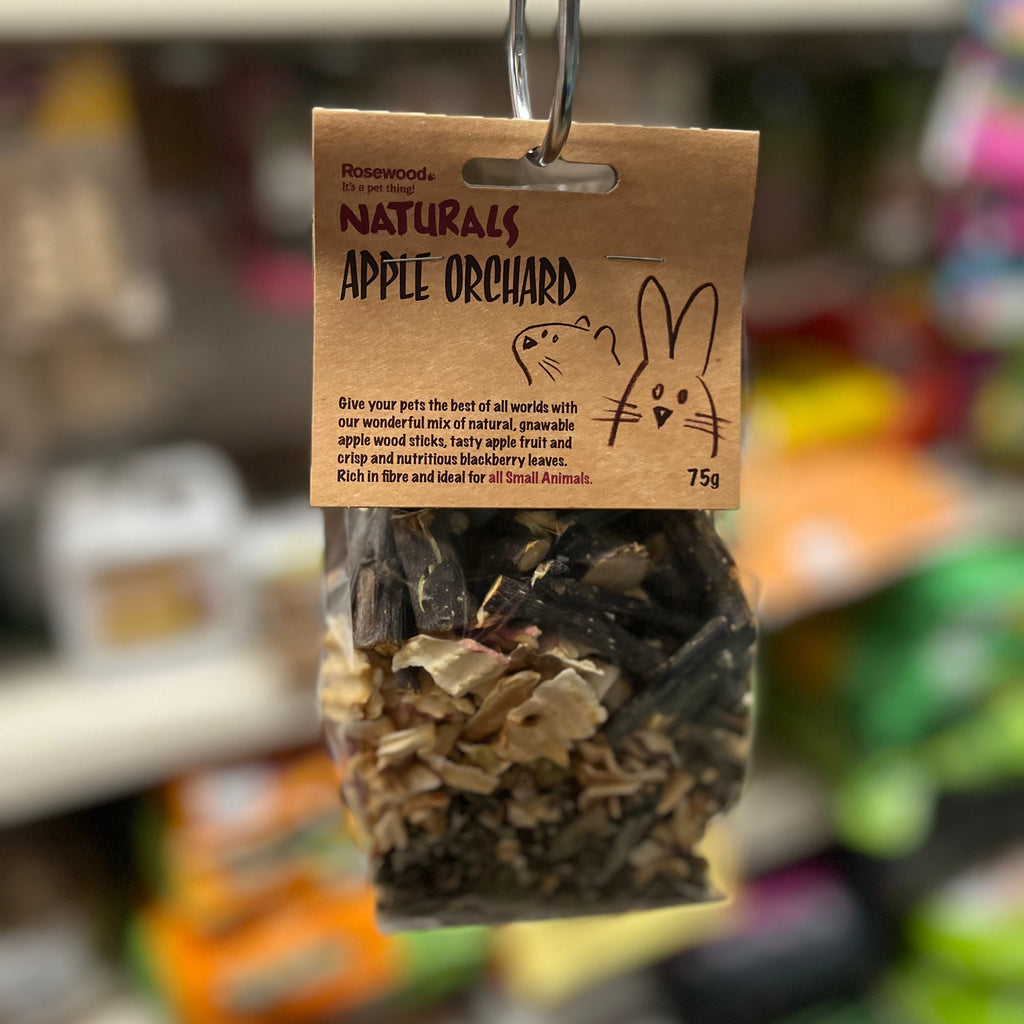 Rosewood
It's a pet thing!
NATURALS
APPLE ORCHARD
Give your pets the best of all worlds with
our wonderful mix of natural, gnawable
apple wood sticks, tasty apple fruit and
crisp and nutritious blackberry leaves.
Rich in fibre and ideal for all Small Animals.
75g